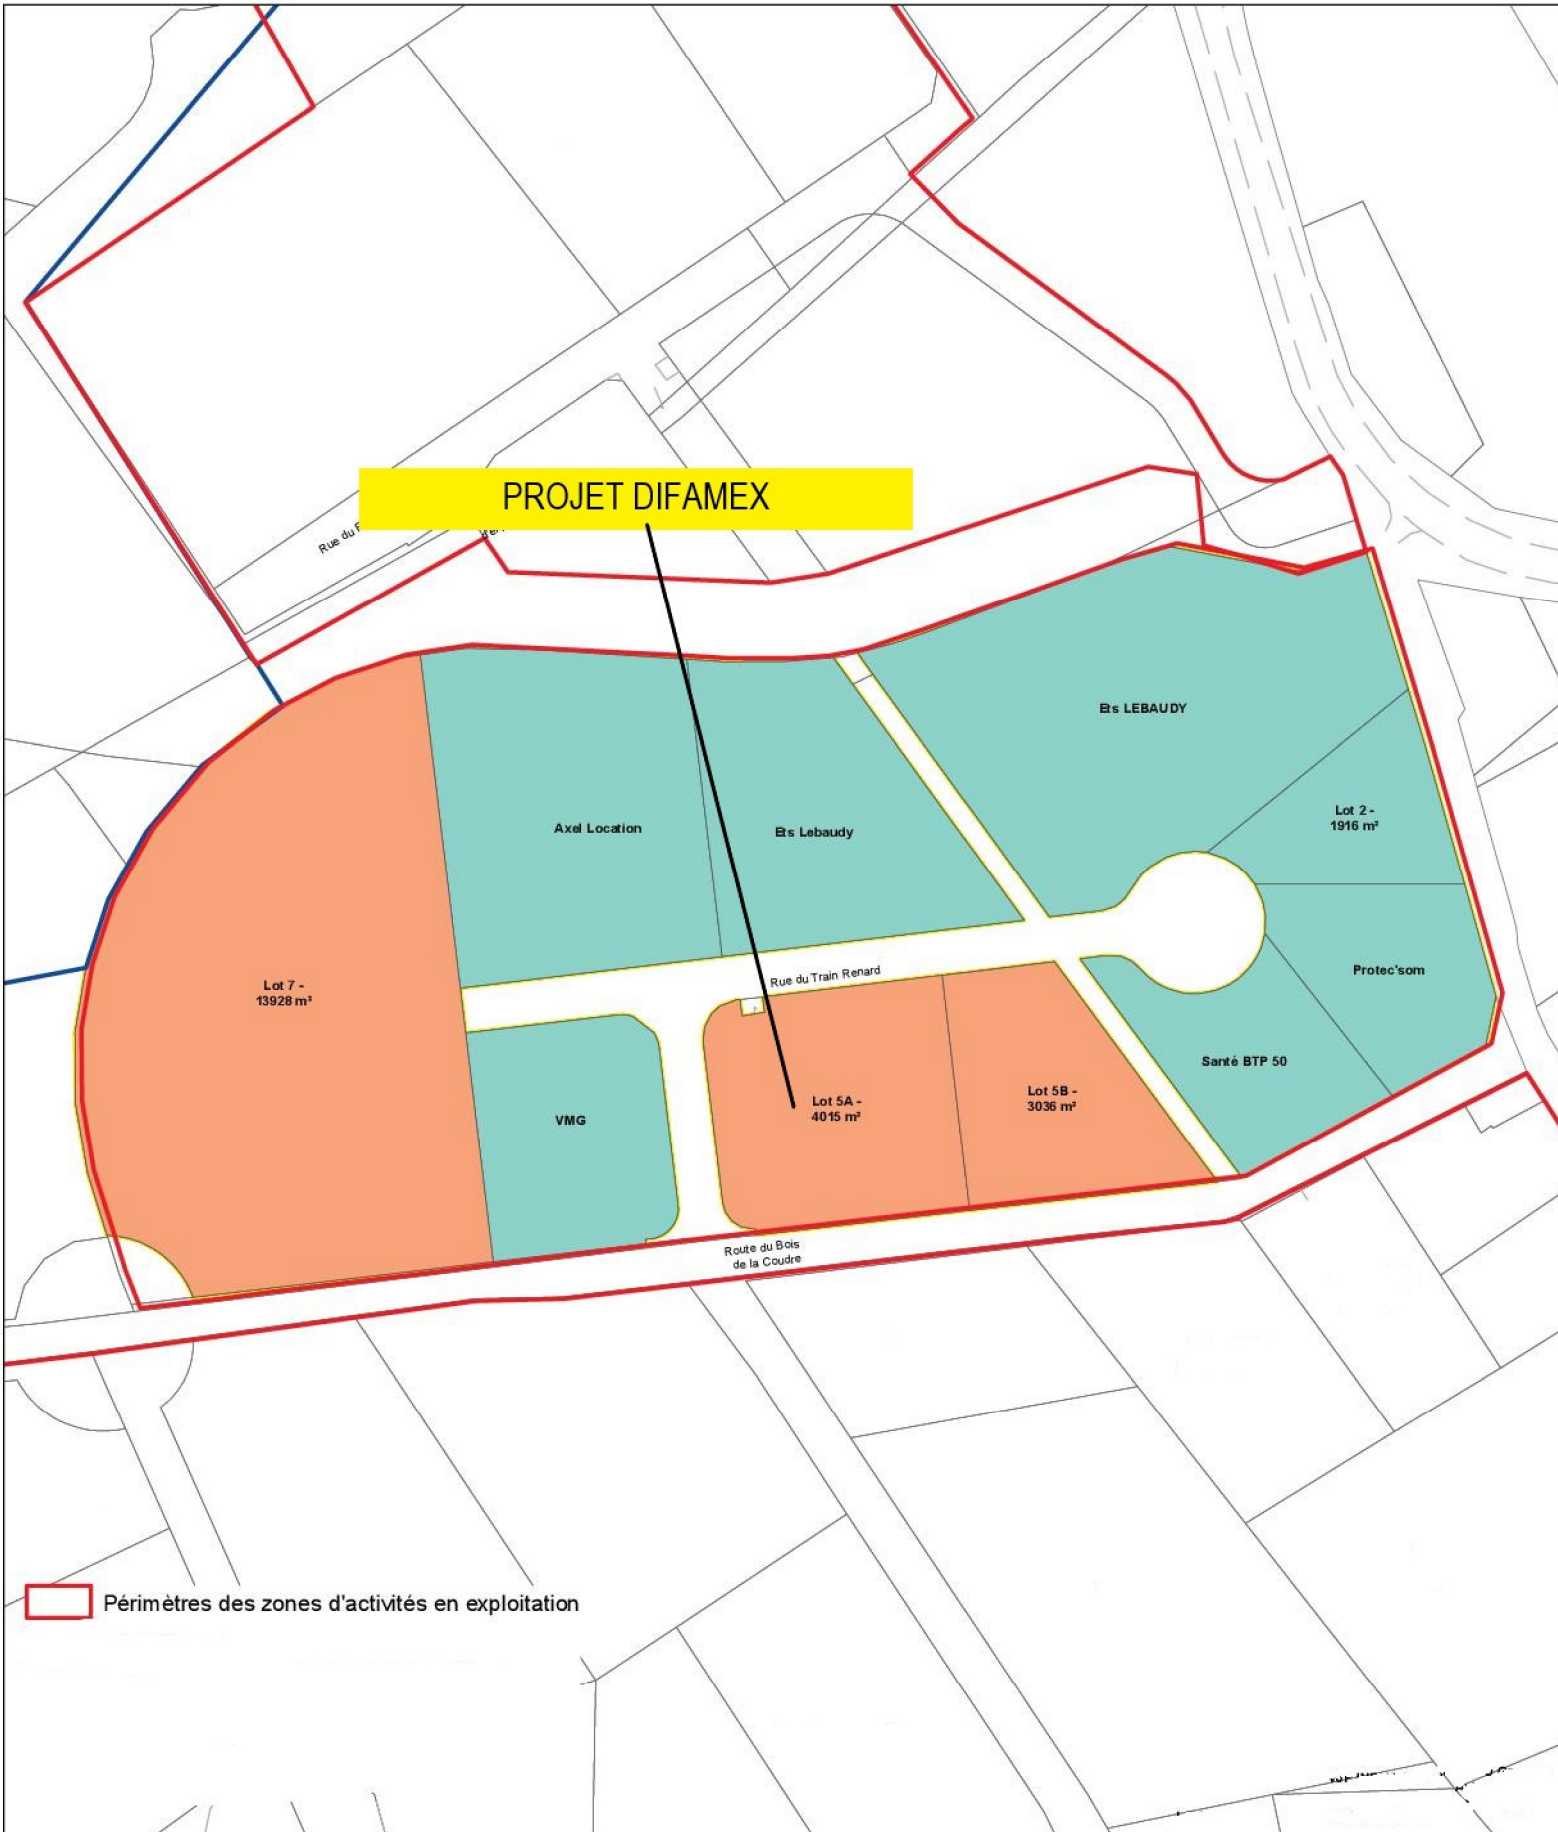 PROJET DIFAMEX
Rue du
Ets LEBAUDY
Lot 2 -
1916 m²
Axel Location
Ets Lebaudy
Protec'som
Rue du Train Renard
Lot 7 -
13928 m²
Santé BTP 50
Lot 5A -
4015 m²
Lot 5B -
3036 m²
VMG
Route du Bois
de la Coudre
Périmètres des zones d'activités en exploitation